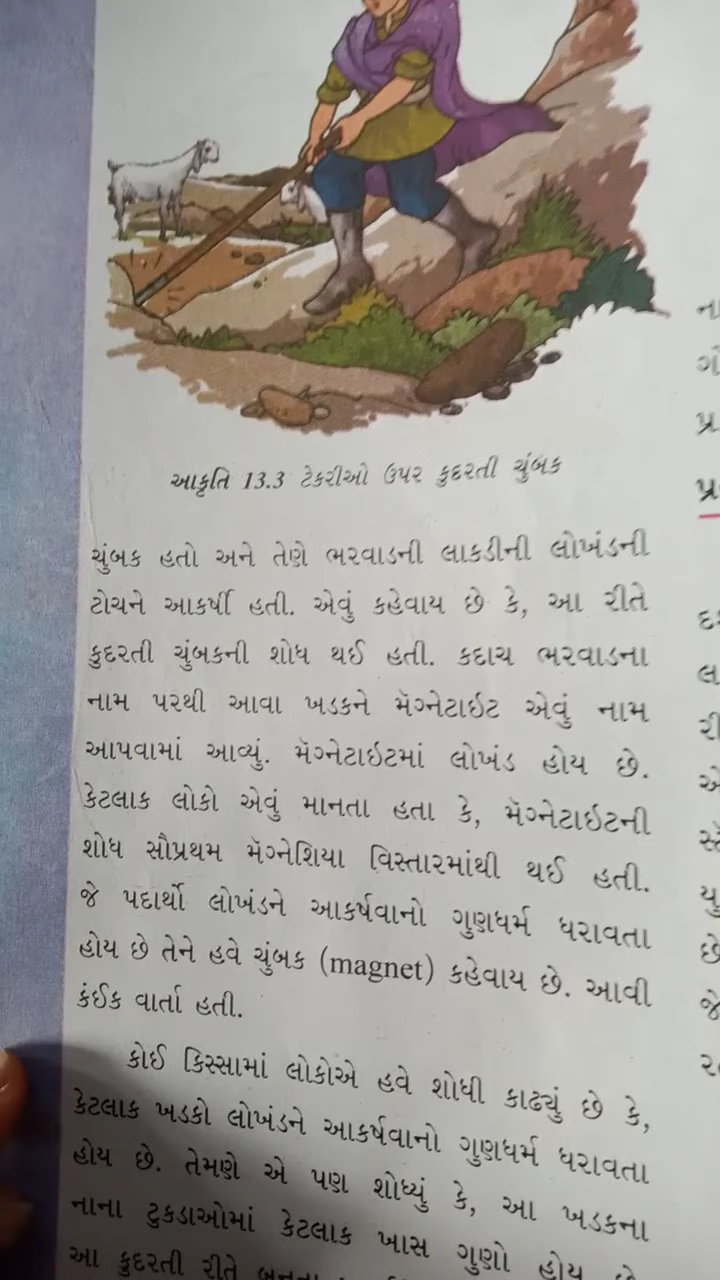 આકૃતિ 13.3 ટેકરીઓ ઉપર કુદરતી ચુંબક
ચુંબક હતો અને તેણે ભરવાડની લાકડીની લોખંડની
ટોચને આકર્ષી હતી. એવું કહેવાય છે કે, આ રીતે
કુદરતી ચુંબકની શોધ થઈ હતી. કદાચ ભરવાડના
નામ પરથી આવા ખડકને મૅગ્નેટાઇટ એવું નામ
આપવામાં આવ્યું. મૅગ્નેટાઇટમાં લોખંડ હોય છે.
કેટલાક લોકો એવું માનતા હતા કે, મૅગ્નેટાઇટની
શોધ સૌપ્રથમ મૅગ્નેશિયા વિસ્તારમાંથી થઈ હતી.
જે પદાર્થો લોખંડને આકર્ષવાનો ગુણધર્મ ધરાવતા
હોય છે તેને હવે ચુંબક (magnet) કહેવાય છે. આવી
કંઈક વાર્તા હતી.
કોઈ કિસ્સામાં લોકોએ હવે શોધી કાઢ્યું છે કે,
કેટલાક ખડકો લોખંડને આકર્ષવાનો ગુણધર્મ ધરાવતા
હોય છે. તેમણે એ પણ શોધ્યું કે, આ ખડકના
નાના ટુકડાઓમાં કેટલાક ખાસ ગુણો હોય છે
આ કુદરતી રીતે